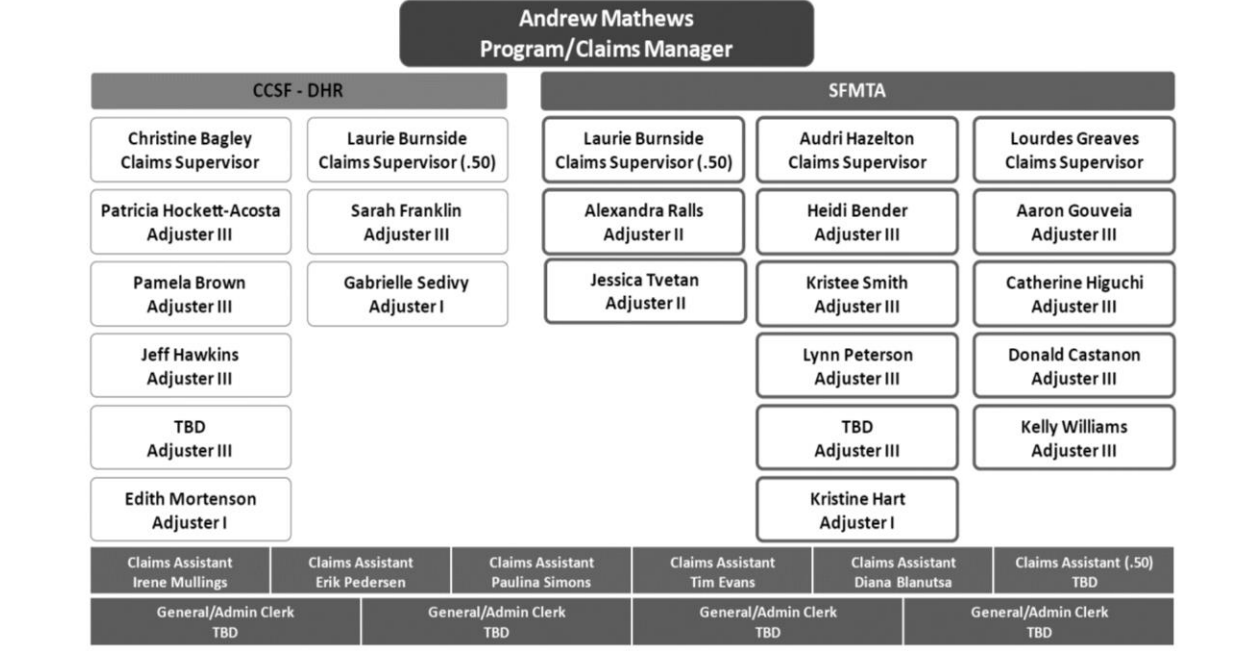 Andrew Mathews
Program/Claims Manager
CCSF - DHR
SFMTA
Christine Bagley
Claims Supervisor
Laurie Burnside
Claims Supervisor (.50)
Laurie Burnside
Claims Supervisor (.50)
Audri Hazelton
Claims Supervisor
Lourdes Greaves
Claims Supervisor
Patricia Hockett-Acosta
Adjuster III
Sarah Franklin
Adjuster III
Alexandra Ralls
Adjuster II
Heidi Bender
Adjuster III
Aaron Gouveia
Adjuster III
Pamela Brown
Adjuster III
Gabrielle Sedivy
Adjuster I
Jessica Tvetan
Adjuster II
Kristee Smith
Adjuster III
Catherine Higuchi
Adjuster III
Jeff Hawkins
Adjuster III
Lynn Peterson
Adjuster III
Donald Castanon
Adjuster III
TBD
Adjuster III
TBD
Adjuster III
Kelly Williams
Adjuster III
Edith Mortenson
Adjuster I
Kristine Hart
Adjuster I
Claims Assistant
Irene Mullings
Claims Assistant
Erik Pedersen
Claims Assistant
Paulina Simons
Claims Assistant
Tim Evans
Claims Assistant
Diana Blanutsa
Claims Assistant (.50)
TBD
General/Admin Clerk
TBD
General/Admin Clerk
TBD
General/Admin Clerk
TBD
General/Admin Clerk
TBD